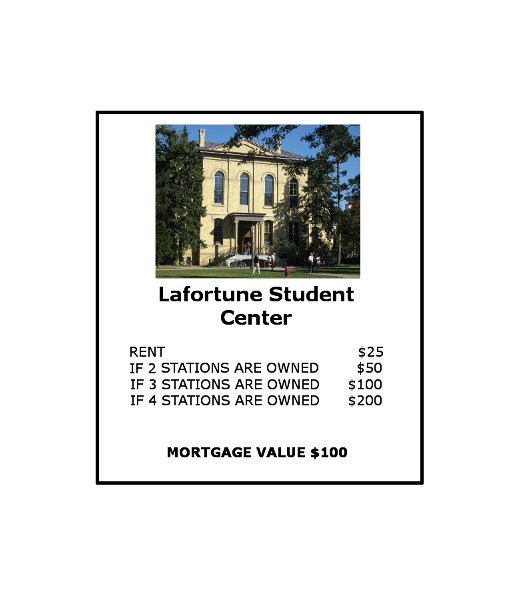 Lafortune Student
Center
RENT $25
IF 2 STATIONS ARE OWNED $50
IF 3 STATIONS ARE OWNED $100
IF 4 STATIONS ARE OWNED $200
MORTGAGE VALUE $100